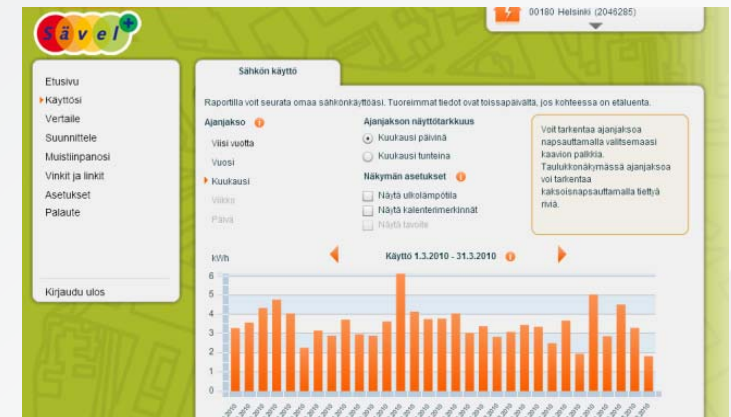 Sävel+
00180 Helsinki (2046285)
Etusivu
Käyttösi
Vertaile
Suunnittele
Muistiinpanosi
Vinkit ja linkit
Asetukset
Palaute
Kirjaudu ulos
Sähkön käyttö
Raportilla voit seurata omaa sähkönkäyttöäsi. Tuoreimmat tiedot ovat toissapäivältä, jos kohteessa on etäluenta.
Ajanjakso
Viisi vuotta
Vuosi
Kuukausi
Viikko
Päivä
Ajanjakson näyttötarkkuus
Kuukausi päivinä
Kuukausi tunteina
Näkymän asetukset
Näytä ulkolämpötila
Näytä kalenterimerkinnät
Näytä tavoite
Voit tarkentaa ajanjaksoa
napsauttamalla valitsemaasi
kaavion palkkia.
Taulukkonäkymässä ajanjaksoa
voi tarkentaa
kaksoisnapsauttamalla tiettyä
riviä.
kWh
Käyttö 1.3.2010 - 31.3.2010
6
5
4
3
2
1
0